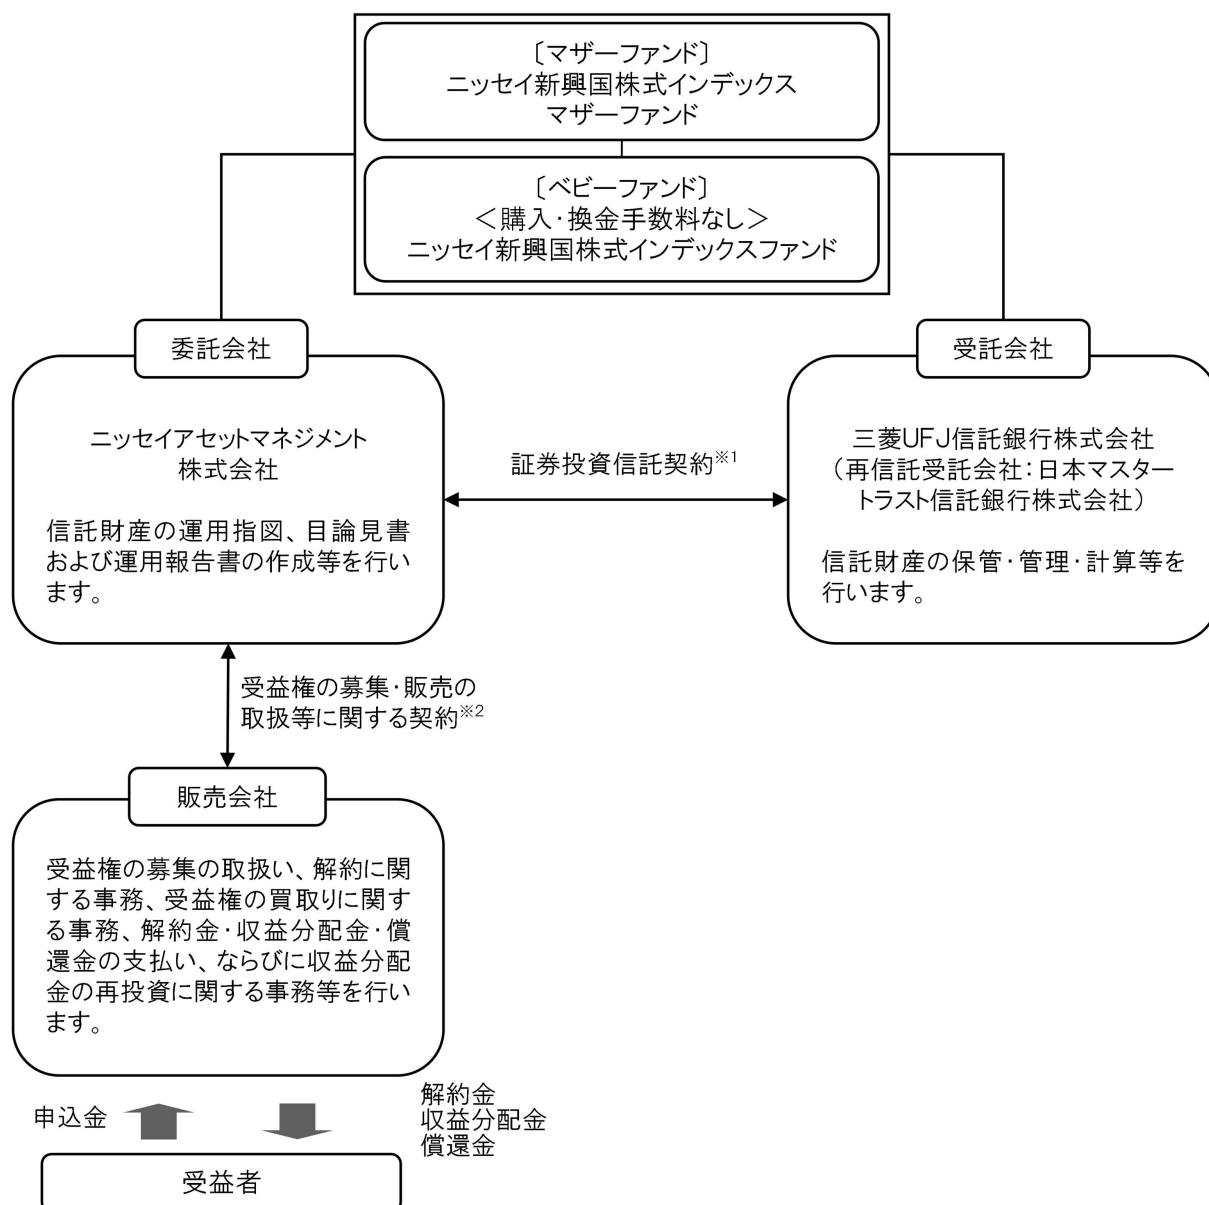 〔マザーファンド〕
ニッセイ新興国株式インデックス
マザーファンド
〔ベビーファンド〕
＜購入・換金手数料なし＞
ニッセイ新興国株式インデックスファンド
委託会社
ニッセイアセットマネジメント
株式会社
信託財産の運用指図、目論見書
および運用報告書の作成等を行い
ます。
証券投資信託契約※1
受託会社
三菱UFJ信託銀行株式会社
（再信託受託会社：日本マスター
トラスト信託銀行株式会社）
信託財産の保管・管理・計算等を
行います。
受益権の募集・販売の
取扱等に関する契約※2
販売会社
受益権の募集の取扱い、解約に関
する事務、受益権の買取りに関す
る事務、解約金・収益分配金・償
還金の支払い、ならびに収益分配
金の再投資に関する事務等を行い
ます。
申込金
解約金
収益分配金
償還金
受益者